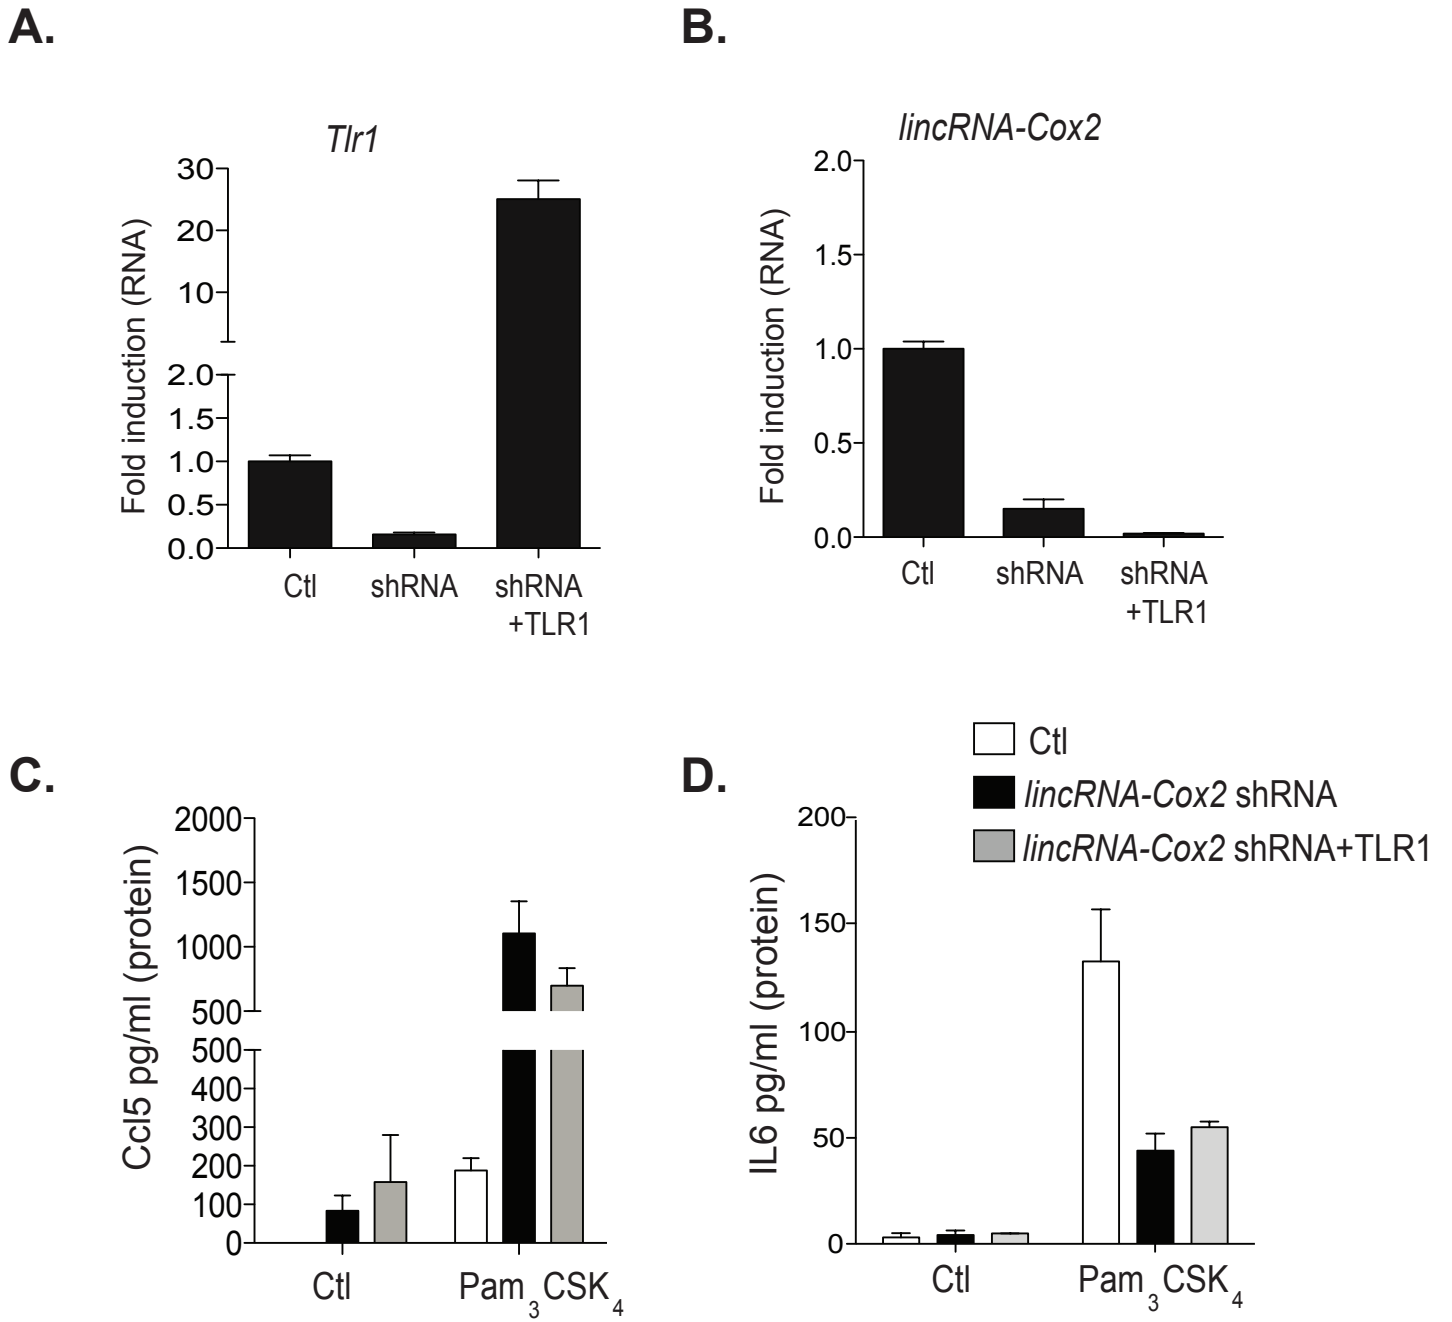 A.
Tlr1
Fold induction (RNA)
30
20
10
2.0
1.5
1.0
0.5
0.0
Ctl
shRNA
shRNA
+TLR1
B.
lincRNA-Cox2
Fold induction (RNA)
2.0
1.5
1.0
0.5
0.0
Ctl
shRNA
shRNA
+TLR1
C.
Ccl5 pg/ml (protein)
2000
1500
1000
500
500
400
300
200
100
0
Ctl
Pam3CSK4
D.
Ctl
lincRNA-Cox2 shRNA
lincRNA-Cox2 shRNA+TLR1
IL6 pg/ml (protein)
200
150
100
50
0
Ctl
Pam3CSK4